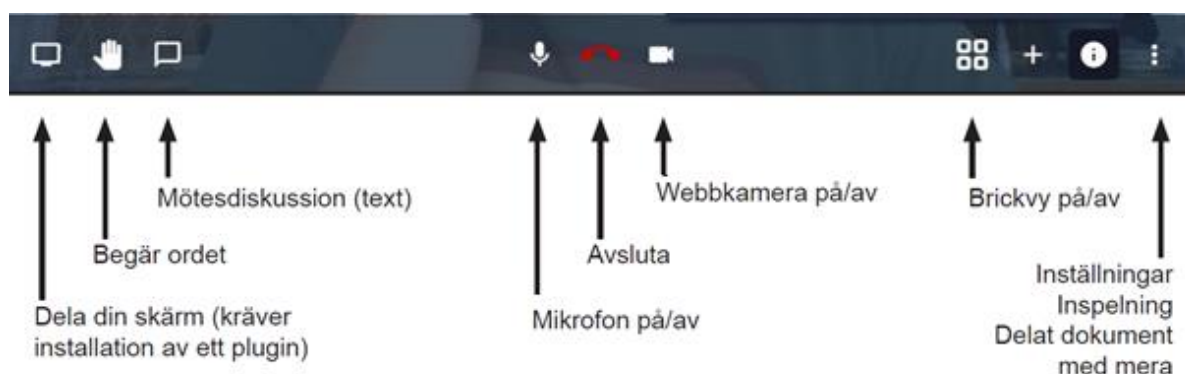 Mötesdiskussion (text)
Begär ordet
Dela din skärm (kräver
installation av ett plugin)
Webbkamera på/av
Avsluta
Mikrofon på/av
Brickvy på/av
Inställningar
Inspelning
Delat dokument
med mera